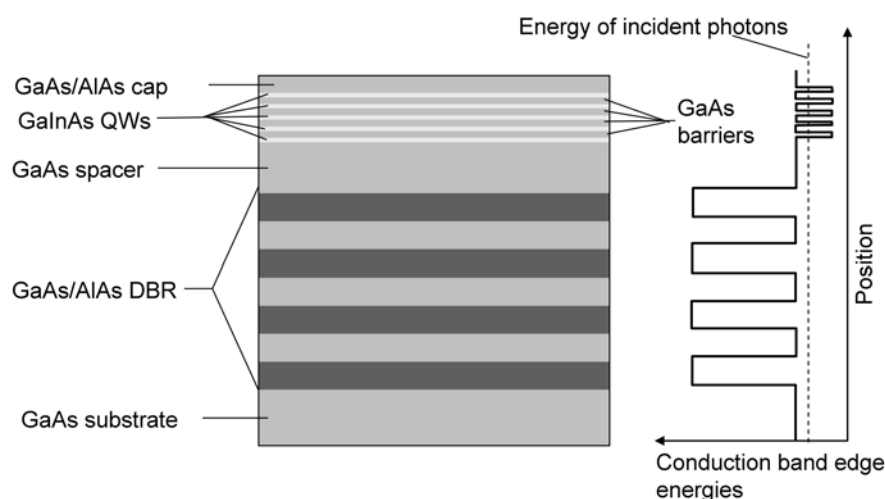 Energy of incident photons
GaAs/AlAs cap
GaInAs QWs
GaAs
barriers
GaAs spacer
GaAs/AlAs DBR
Position
GaAs substrate
Conduction band edge
energies